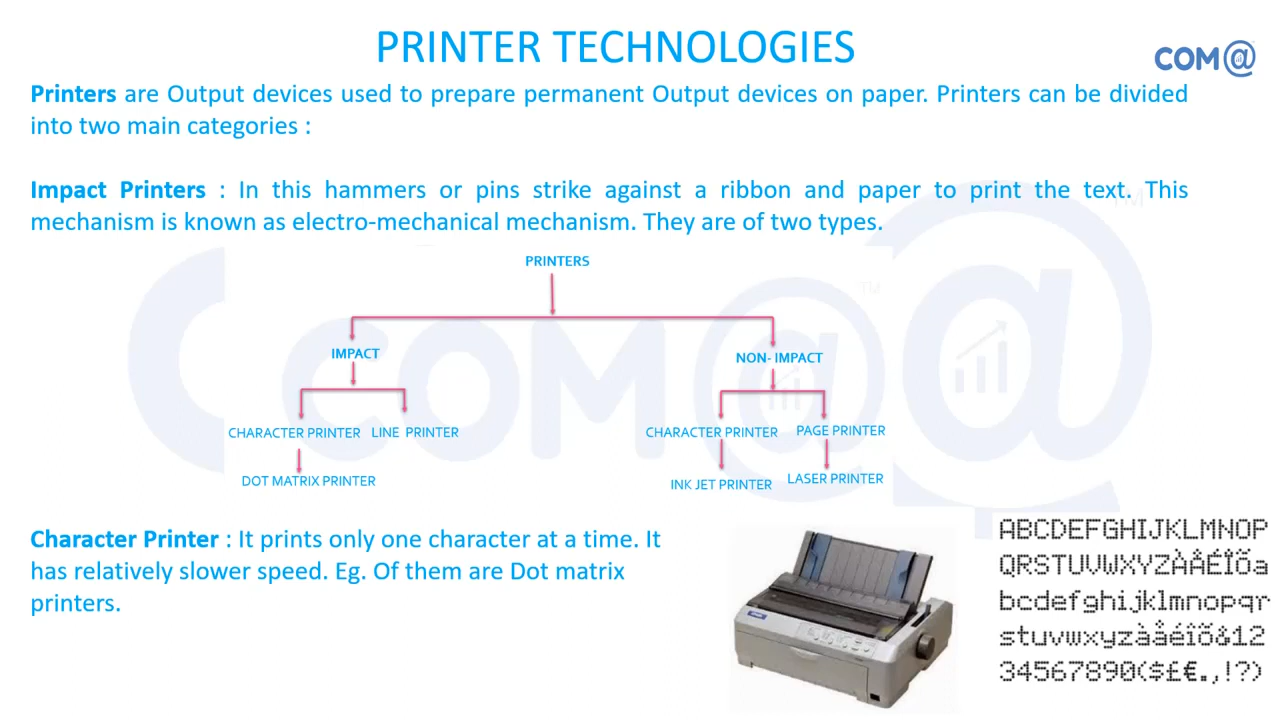 PRINTER TECHNOLOGIES
COM@
Printers are Output devices used to prepare permanent Output devices on paper. Printers can be divided
into two main categories :
Impact Printers : In this hammers or pins strike against a ribbon and paper to print the text. This
mechanism is known as electro-mechanical mechanism. They are of two types.
PRINTERS
IMPACT
NON- IMPACT
CHARACTER PRINTER LINE PRINTER
CHARACTER PRINTER PAGE PRINTER
DOT MATRIX PRINTER
INK JET PRINTER LASER PRINTER
COM@@
TM
TM
Character Printer : It prints only one character at a time. It
has relatively slower speed. Eg. Of them are Dot matrix
printers.
ABCDEFGHIJKLMNOP
QRSTUVWXYZÀÅÉÎÕa
bcdefghijklmnopqr
stuvwxyzàåéîõ&12
34567890($£€.,!?)